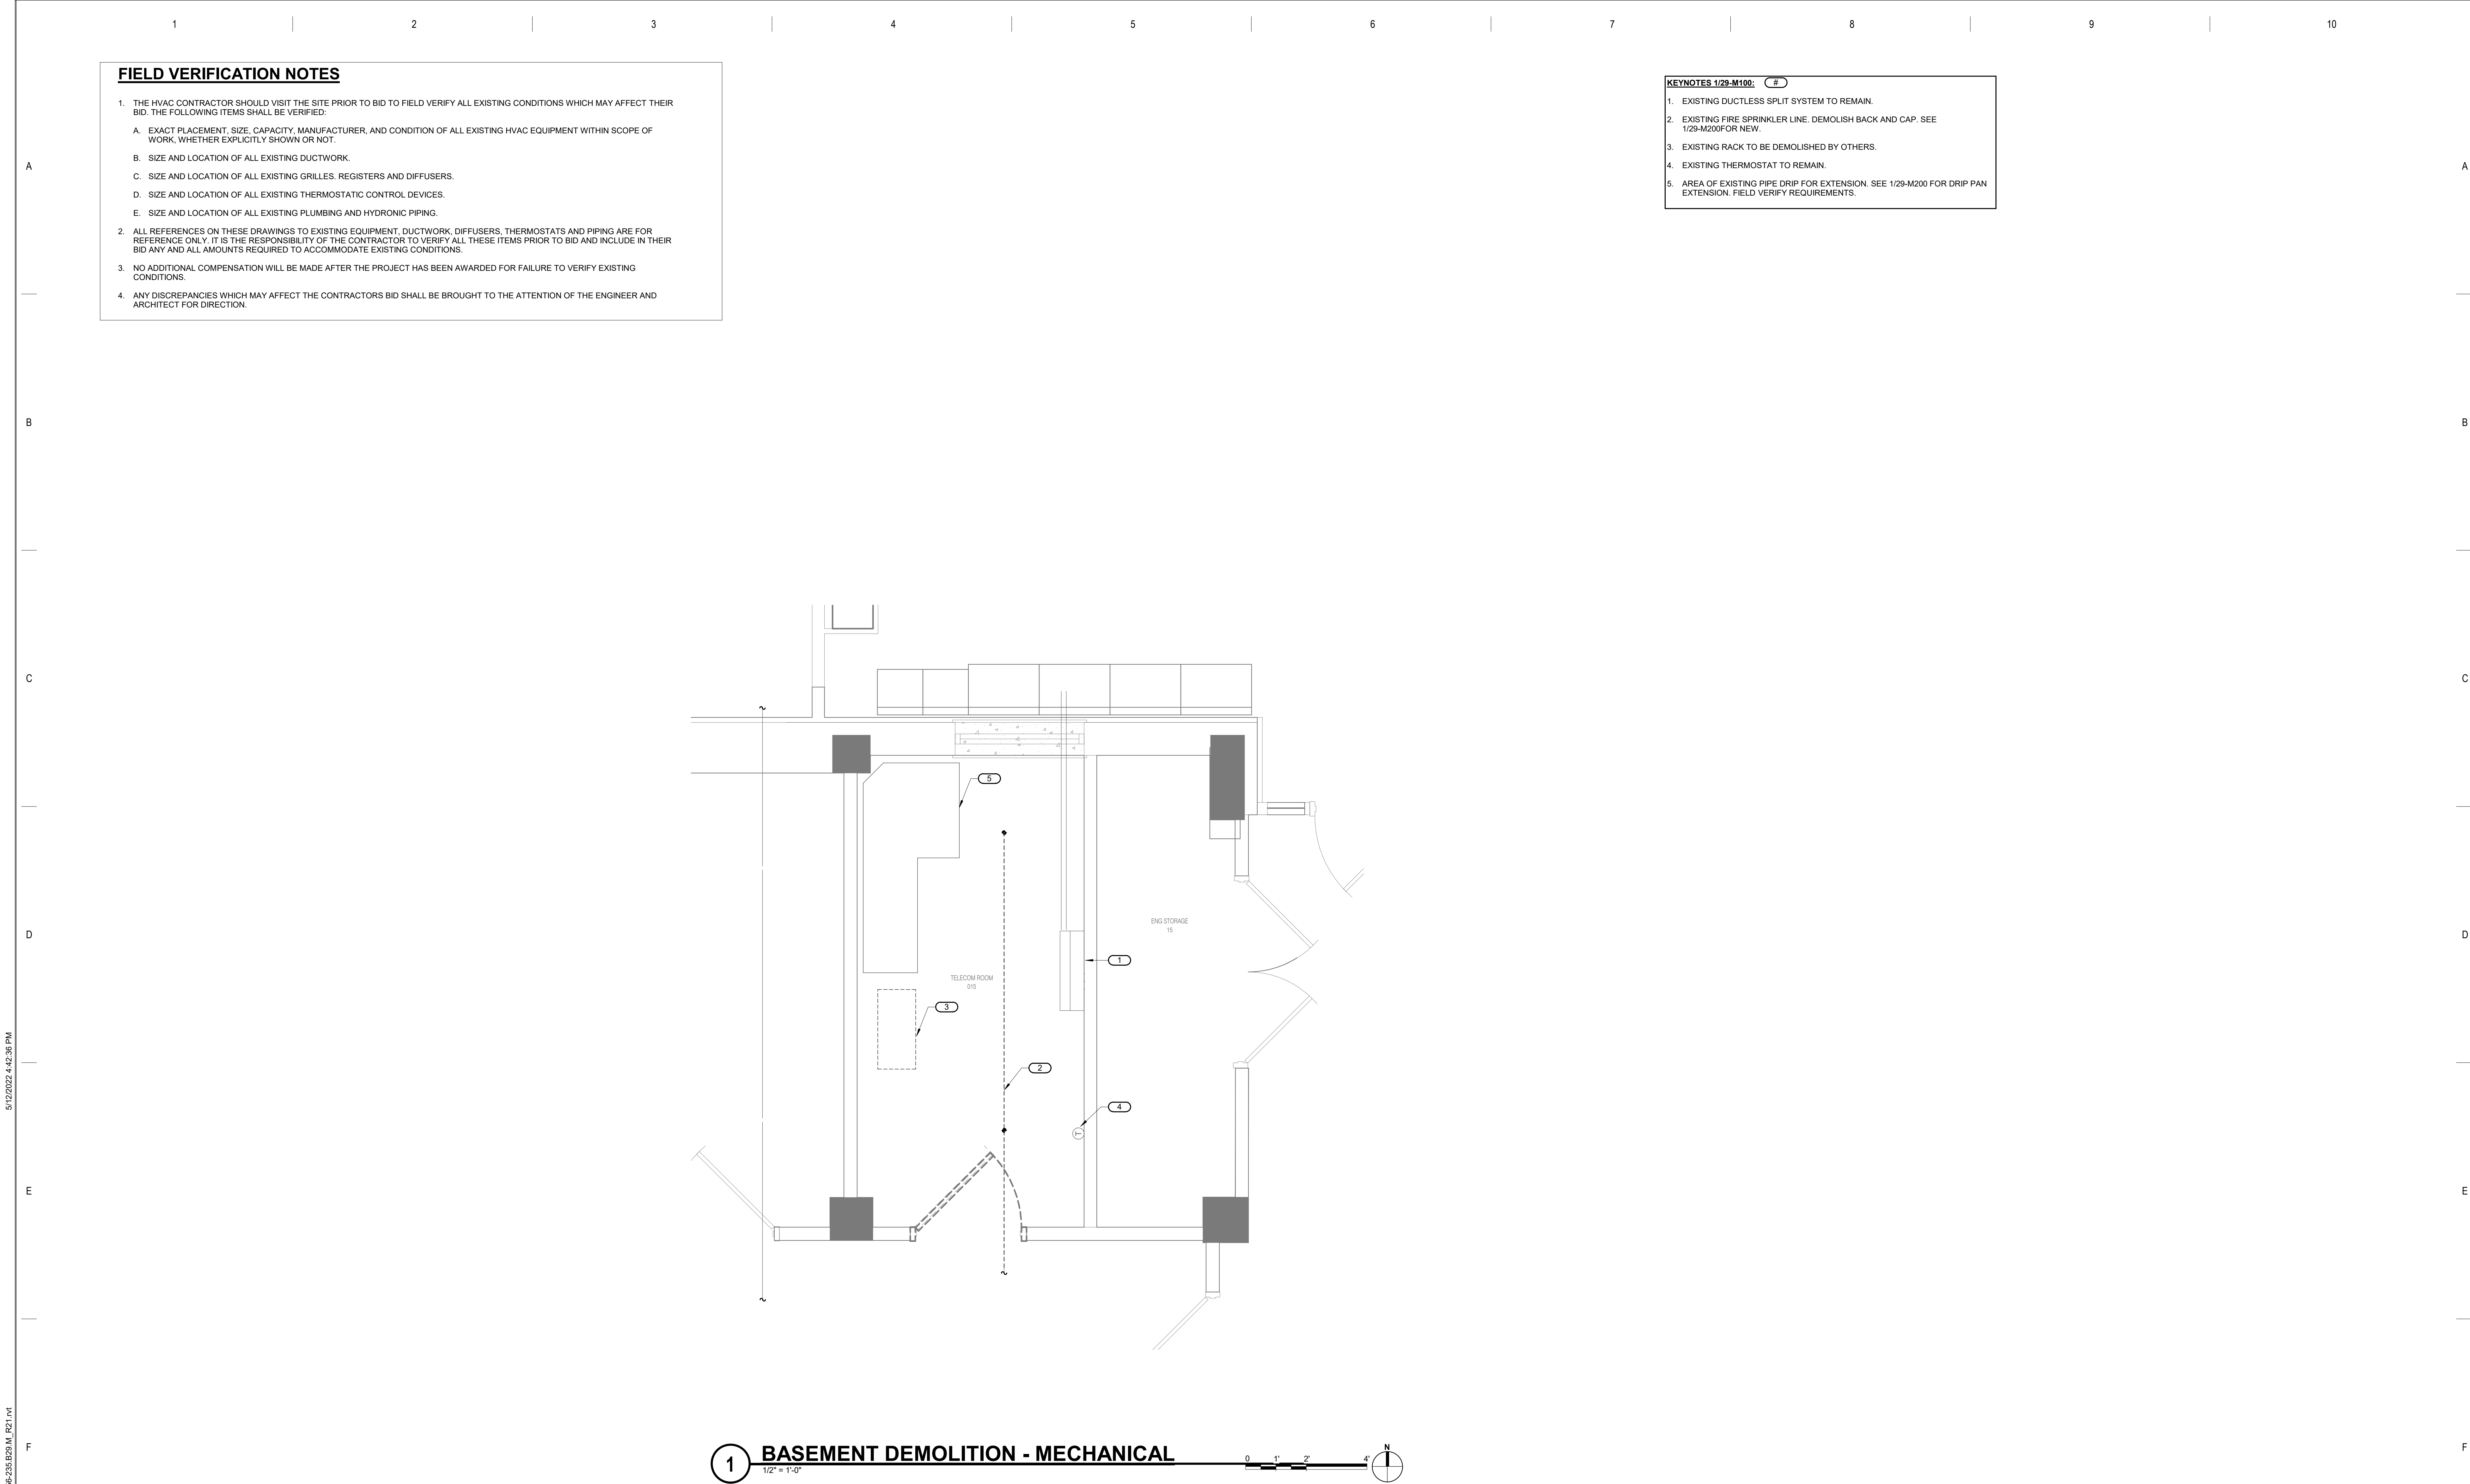 1 2 3 4 5 6 7 8 9 10
FIELD VERIFICATION NOTES
1. THE HVAC CONTRACTOR SHOULD VISIT THE SITE PRIOR TO BID TO FIELD VERIFY ALL EXISTING CONDITIONS WHICH MAY AFFECT THEIR
BID. THE FOLLOWING ITEMS SHALL BE VERIFIED:
A. EXACT PLACEMENT, SIZE, CAPACITY, MANUFACTURER, AND CONDITION OF ALL EXISTING HVAC EQUIPMENT WITHIN SCOPE OF
WORK, WHETHER EXPLICITLY SHOWN OR NOT.
B. SIZE AND LOCATION OF ALL EXISTING DUCTWORK.
C. SIZE AND LOCATION OF ALL EXISTING GRILLES. REGISTERS AND DIFFUSERS.
D. SIZE AND LOCATION OF ALL EXISTING THERMOSTATIC CONTROL DEVICES.
E. SIZE AND LOCATION OF ALL EXISTING PLUMBING AND HYDRONIC PIPING.
2. ALL REFERENCES ON THESE DRAWINGS TO EXISTING EQUIPMENT, DUCTWORK, DIFFUSERS, THERMOSTATS AND PIPING ARE FOR
REFERENCE ONLY. IT IS THE RESPONSIBILITY OF THE CONTRACTOR TO VERIFY ALL THESE ITEMS PRIOR TO BID AND INCLUDE IN THEIR
BID ANY AND ALL AMOUNTS REQUIRED TO ACCOMMODATE EXISTING CONDITIONS.
3. NO ADDITIONAL COMPENSATION WILL BE MADE AFTER THE PROJECT HAS BEEN AWARDED FOR FAILURE TO VERIFY EXISTING
CONDITIONS.
4. ANY DISCREPANCIES WHICH MAY AFFECT THE CONTRACTORS BID SHALL BE BROUGHT TO THE ATTENTION OF THE ENGINEER AND
ARCHITECT FOR DIRECTION.
KEYNOTES 1/29-M100: #
1. EXISTING DUCTLESS SPLIT SYSTEM TO REMAIN.
2. EXISTING FIRE SPRINKLER LINE. DEMOLISH BACK AND CAP. SEE
1/29-M200FOR NEW.
3. EXISTING RACK TO BE DEMOLISHED BY OTHERS.
4. EXISTING THERMOSTAT TO REMAIN.
5. AREA OF EXISTING PIPE DRIP FOR EXTENSION. SEE 1/29-M200 FOR DRIP PAN
EXTENSION. FIELD VERIFY REQUIREMENTS.
A A
B B
C C
5
D D
ENG STORAGE
15
1
TELECOM ROOM
015
3
2
4
T
E E
5/12/2022 4:42:36 PM
6-235.B29.M_R21.rvt
F F
1
BASEMENT DEMOLITION - MECHANICAL
1/2" = 1'-0"
0 1' 2' 4'
N